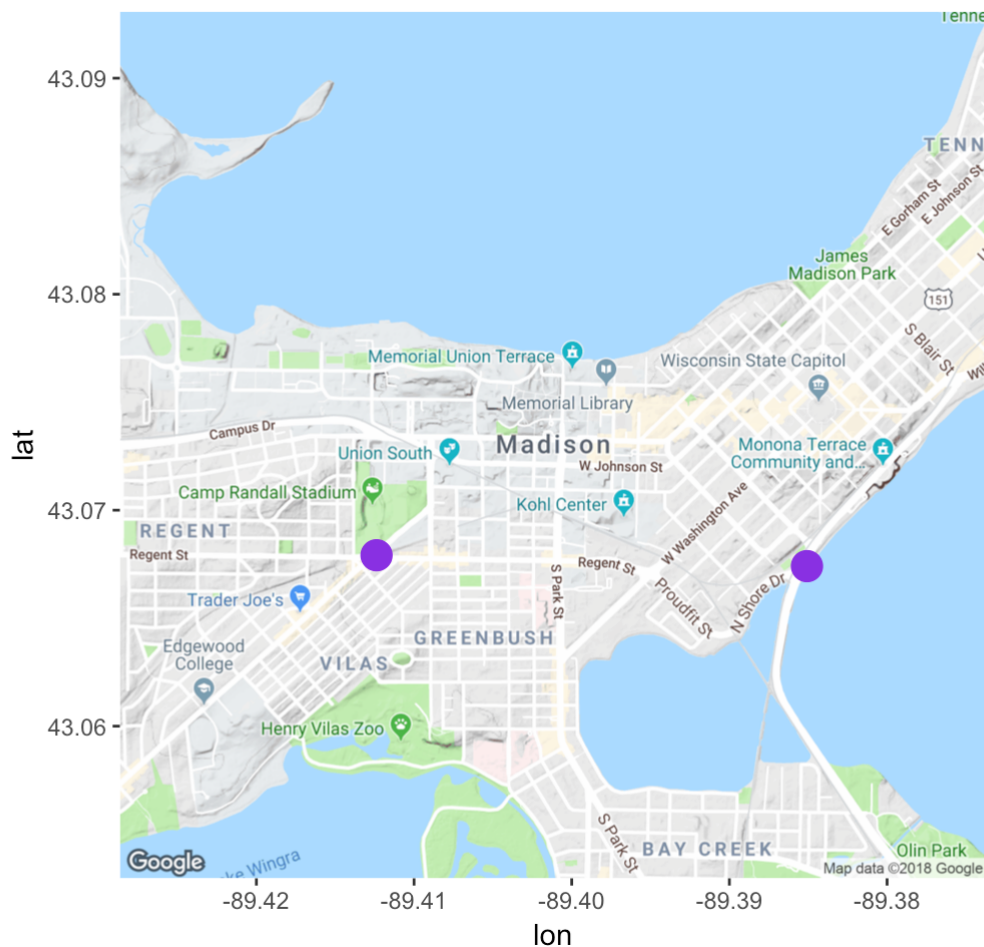 Tenne
43.09
TENN
E Gorham St
E Johnson St
James
Madison Park
43.08
151
S Blair St
Memorial Union Terrace
Wisconsin State Capitol
Memorial Library
Campus Dr
Madison
Union South
W Johnson St
Monona Terrace
Community and...
Camp Randall Stadium
Kohl Center
W Washington Ave
43.07
lat
REGENT
Regent St
Regent St
Trader Joe's
S Park St
Proudfit St
N Shore Dr
GREENBUSH
Edgewood
College
VILAS
Henry Vilas Zoo
43.06
S Park St
BAY CREEK
Olin Park
Google
ke Wingra
Map data ©2018 Google
-89.42
-89.41
-89.40
-89.39
-89.38
lon